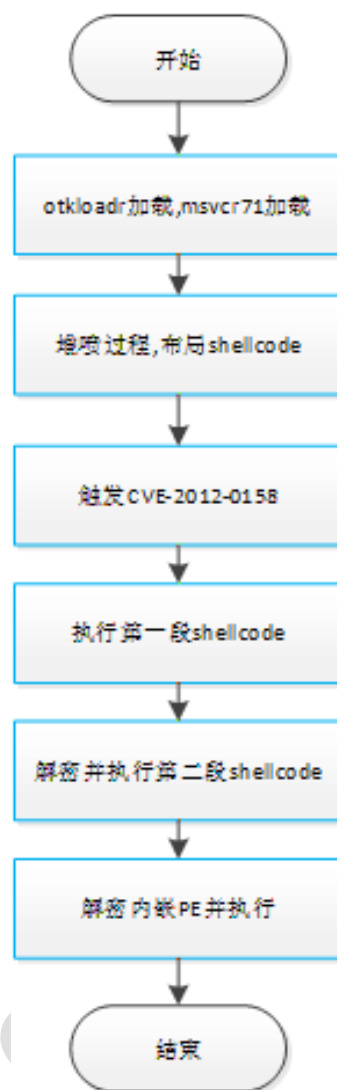 开始
otkloadr加载,msvcr71加载
堆喷过程,布局shellcode
触发CVE-2012-0158
执行第一段shellcode
解密并执行第二段shellcode
解密内嵌PE并执行
结束